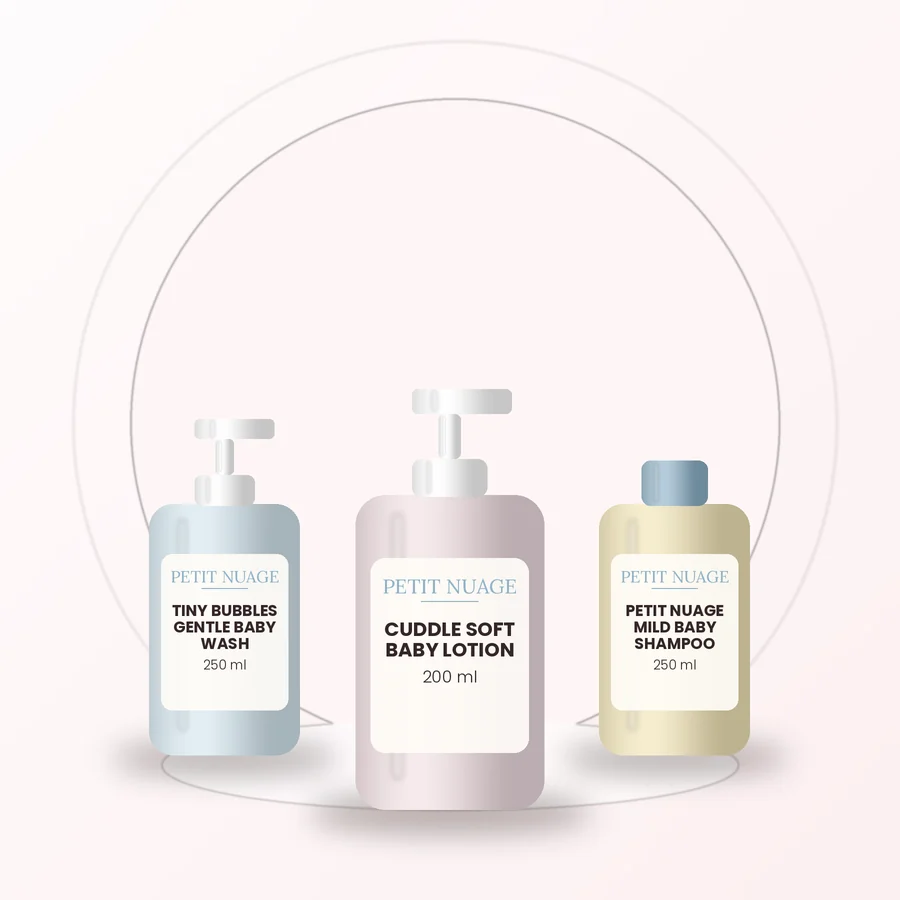 PETIT NUAGE
TINY BUBBLES
GENTLE BABY
WASH
250 ml
PETIT NUAGE
CUDDLE SOFT
BABY LOTION
200 ml
PETIT NUAGE
PETIT NUAGE
MILD BABY
SHAMPOO
250 ml